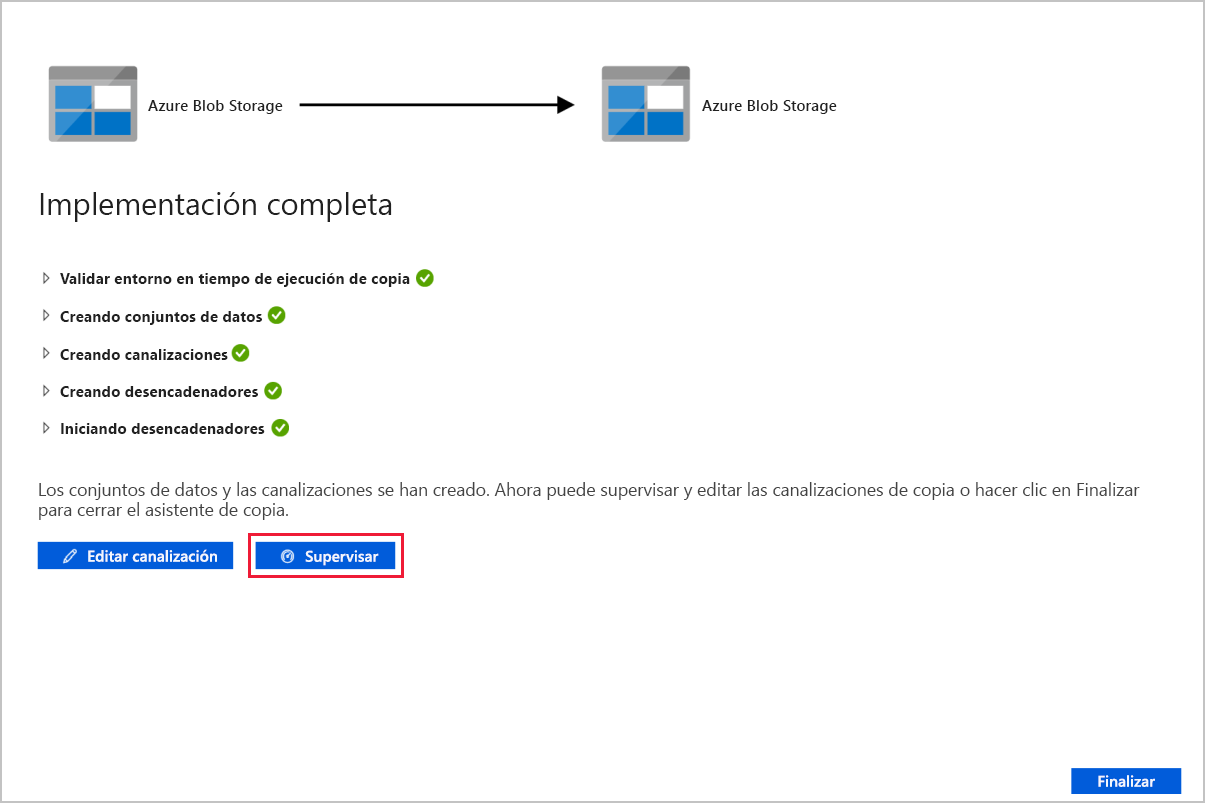 Azure Blob Storage
Azure Blob Storage
Implementación completa
Validar entorno en tiempo de ejecución de copia
Creando conjuntos de datos
Creando canalizaciones
Creando desencadenadores
Iniciando desencadenadores
Los conjuntos de datos y las canalizaciones se han creado. Ahora puede supervisar y editar las canalizaciones de copia o hacer clic en Finalizar
para cerrar el asistente de copia.
Editar canalización
Supervisar
Finalizar